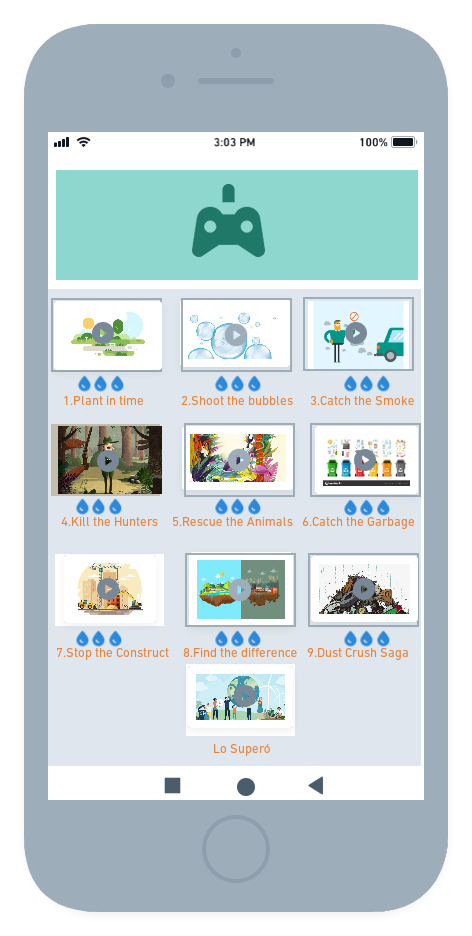 3:03 PM 100%
1.Plant in time 2.Shoot the bubbles 3.Catch the Smoke
4.Kill the Hunters 5.Rescue the Animals 6.Catch the Garbage
7.Stop the Construct 8.Find the difference 9.Dust Crush Saga
Lo Superó